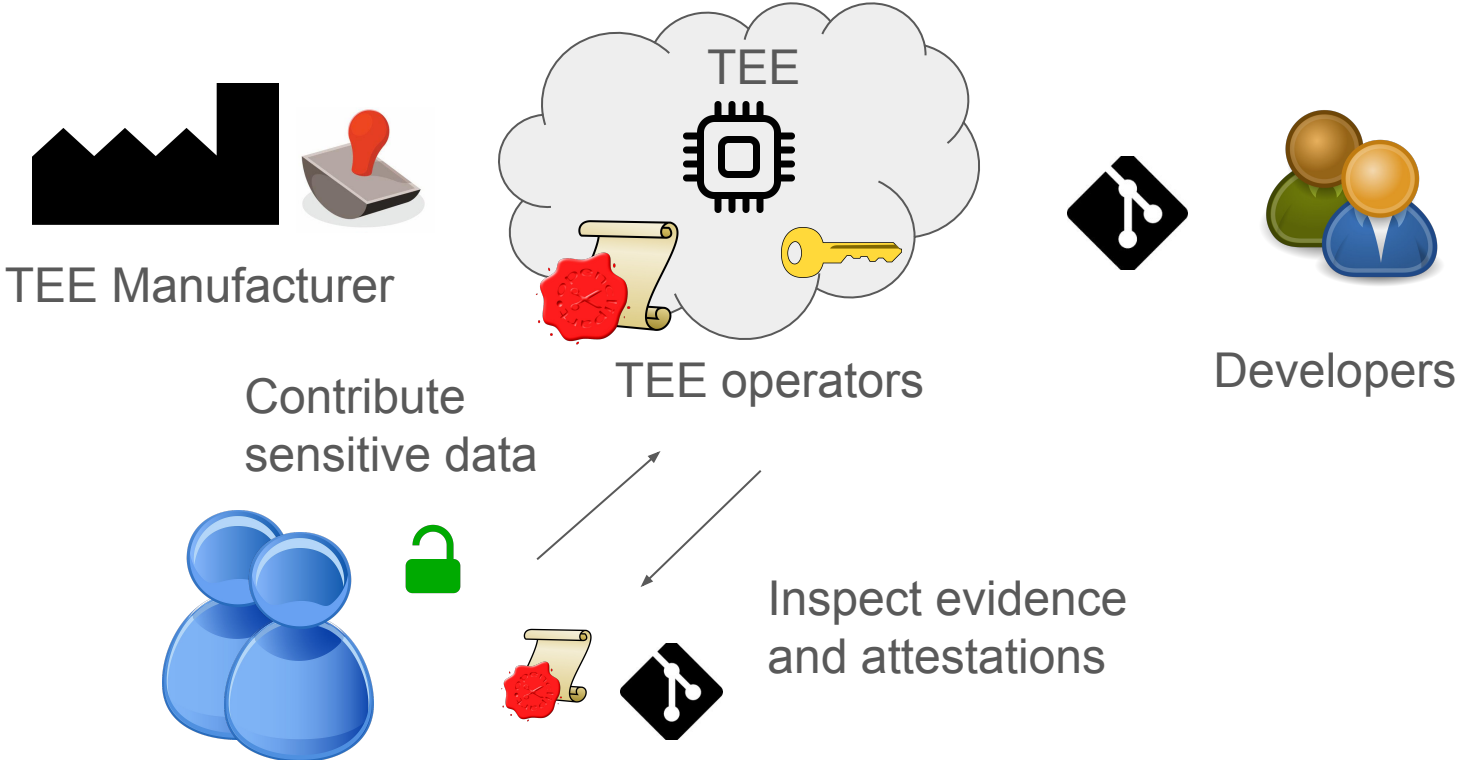 TEE
TEE Manufacturer
TEE operators
Developers
Contribute
sensitive data
Inspect evidence
and attestations